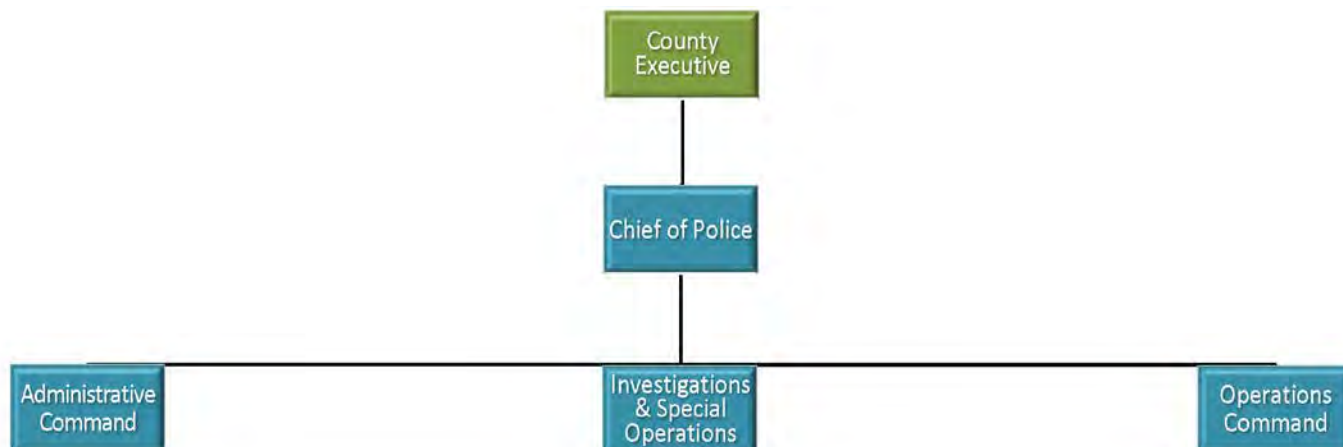 County
Executive
Chief of Police
Administrative
Command
Investigations
& Special
Operations
Operations
Command